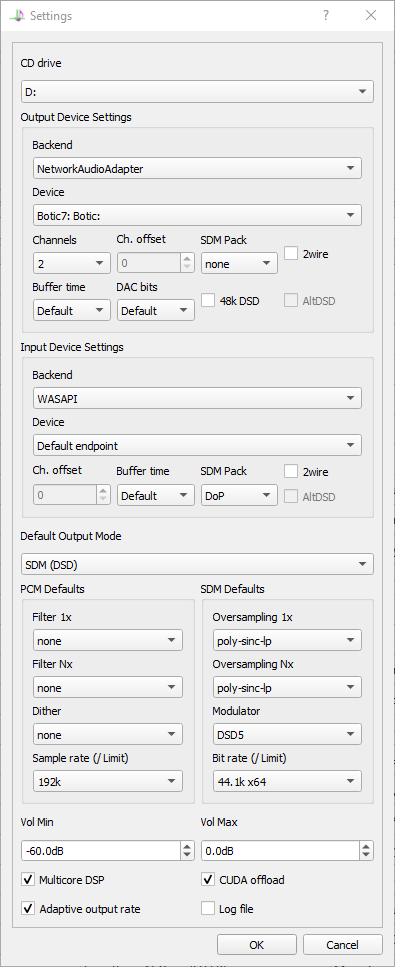 Settings
CD drive
D:
Output Device Settings
Backend
NetworkAudioAdapter
Device
Botic7: Botic:
Channels Ch. offset SDM Pack
2 0 none 2wire
Buffer time DAC bits
Default Default 48k DSD AltDSD
Input Device Settings
Backend
WASAPI
Device
Default endpoint
Ch. offset Buffer time SDM Pack 2wire
0 Default DoP AltDSD
Default Output Mode
SDM (DSD)
PCM Defaults SDM Defaults
Filter 1x Oversampling 1x
none poly-sinc-lp
Filter Nx Oversampling Nx
none poly-sinc-lp
Dither Modulator
none DSD5
Sample rate (/ Limit) Bit rate (/ Limit)
192k 44.1k x64
Vol Min Vol Max
-60.0dB 0.0dB
Multicore DSP CUDA offload
Adaptive output rate Log file
OK Cancel